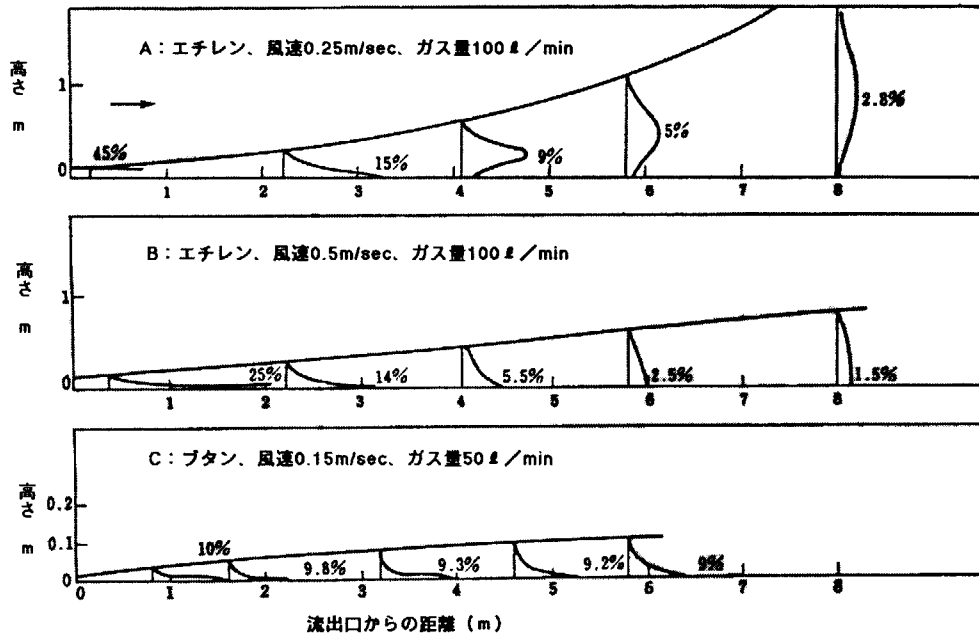 A：エチレン、風速0.25m/sec、ガス量100ℓ／min
高さ m
1
0
45%
15%
9%
5%
2.8%
1 2 3 4 5 6 7 8
B：エチレン、風速0.5m/sec、ガス量100ℓ／min
高さ m
1
0
25%
14%
5.5%
2.5%
1.5%
1 2 3 4 5 6 7 8
C：ブタン、風速0.15m/sec、ガス量50ℓ／min
高さ m
0.2
0.1
0
10%
9.8%
9.3%
9.2%
9%
0 1 2 3 4 5 6 7 8
流出口からの距離（m）